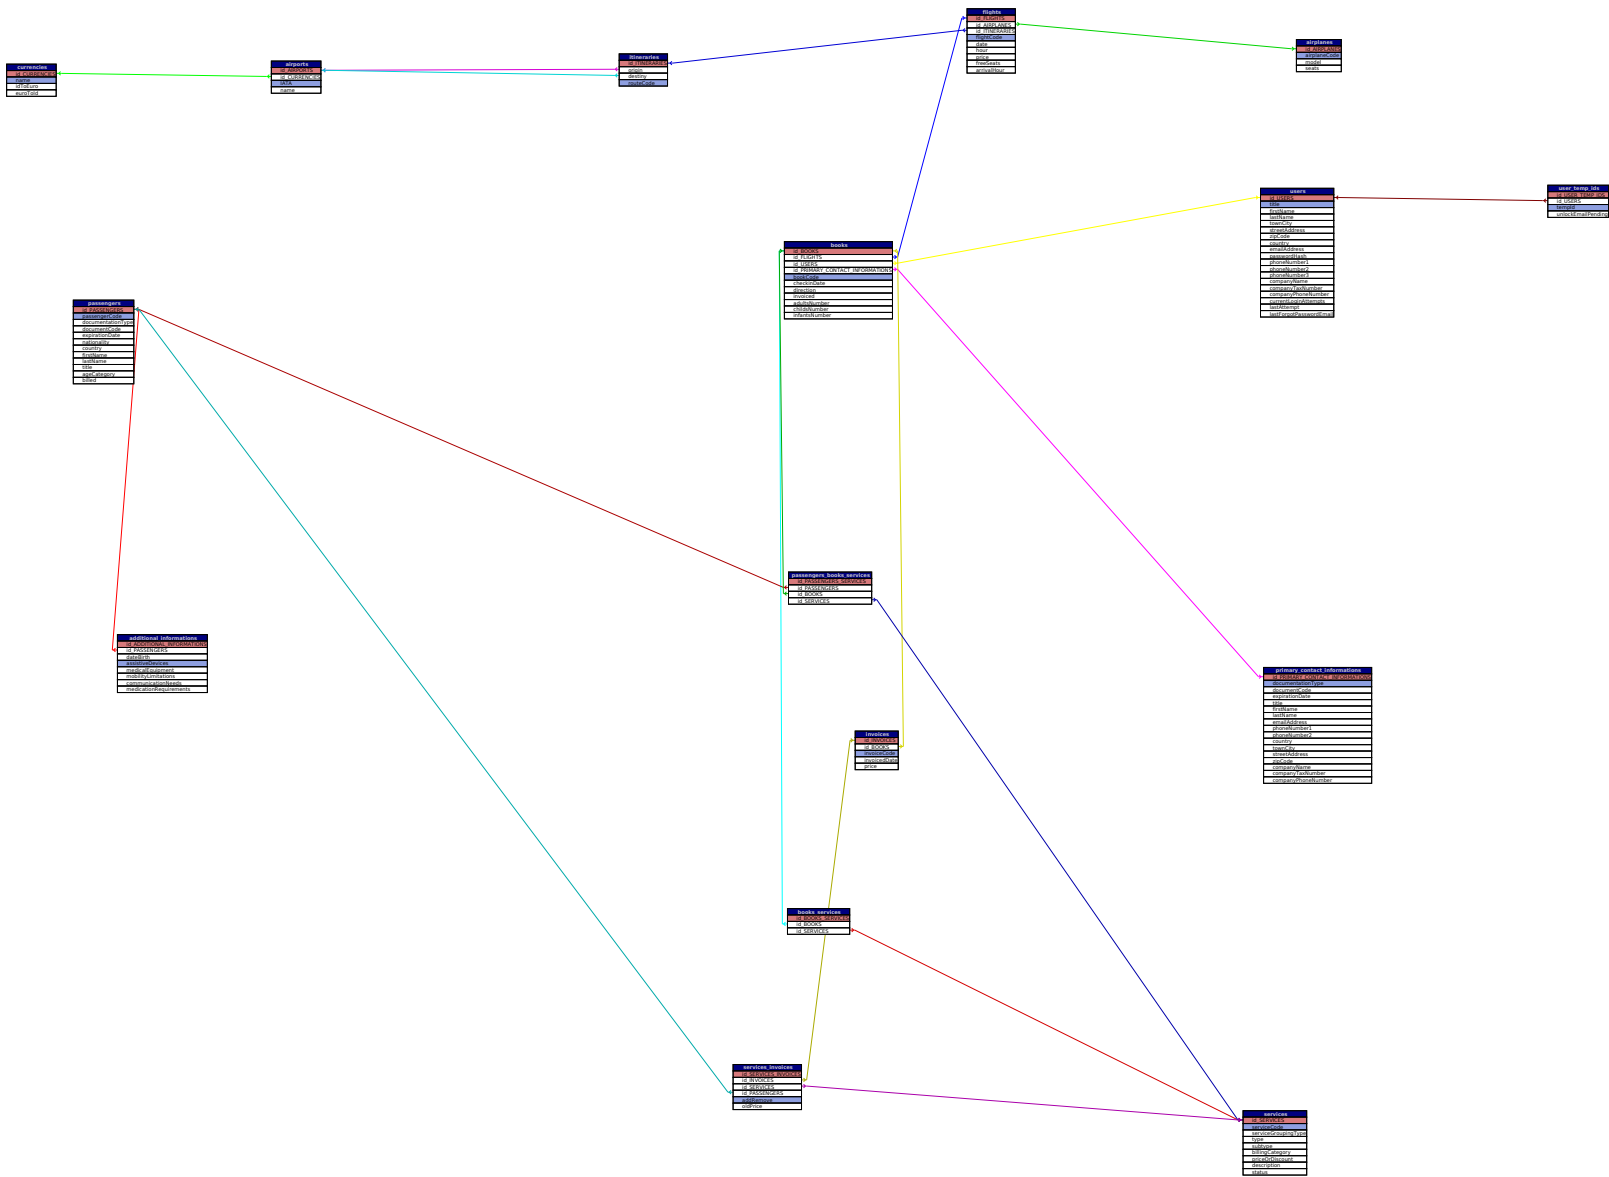 flights
id_FLIGHTS
id_AIRPLANES
id_ITINERARIES
flightCode
date
hour
price
freeSeats
arrivalHour
airplanes
id_AIRPLANES
airplaneCode
model
seats
itineraries
id_ITINERARIES
origin
destiny
routeCode
airports
id_AIRPORTS
id_CURRENCIES
IATA
name
currencies
id_CURRENCIES
name
idToEuro
euroToId
users
id_USERS
title
firstName
lastName
townCity
streetAddress
zipCode
country
emailAddress
passwordHash
phoneNumber1
phoneNumber2
phoneNumber3
companyName
companyTaxNumber
companyPhoneNumber
currentLoginAttempts
lastAttempt
lastForgotPasswordEmail
user_temp_ids
id_USER_TEMP_IDS
id_USERS
tempId
unlockEmailPending
books
id_BOOKS
id_FLIGHTS
id_USERS
id_PRIMARY_CONTACT_INFORMATIONS
bookCode
checkinDate
direction
invoiced
adultsNumber
childsNumber
infantsNumber
passengers
id_PASSENGERS
passengerCode
documentationType
documentCode
expirationDate
nationality
country
firstName
lastName
title
ageCategory
billed
passengers_books_services
id_PASSENGERS_SERVICES
id_PASSENGERS
id_BOOKS
id_SERVICES
additional_informations
id_ADDITIONAL_INFORMATIONS
id_PASSENGERS
dateBirth
assistiveDevices
medicalEquipment
mobilityLimitations
communicationNeeds
medicationRequirements
primary_contact_informations
id_PRIMARY_CONTACT_INFORMATIONS
documentationType
documentCode
expirationDate
title
firstName
lastName
emailAddress
phoneNumber1
phoneNumber2
country
townCity
streetAddress
zipCode
companyName
companyTaxNumber
companyPhoneNumber
invoices
id_INVOICES
id_BOOKS
invoiceCode
invoicedDate
price
books_services
id_BOOKS_SERVICES
id_BOOKS
id_SERVICES
services_invoices
id_SERVICES_INVOICES
id_INVOICES
id_SERVICES
id_PASSENGERS
addRemove
oldPrice
services
id_SERVICES
serviceCode
serviceGroupingType
type
subtype
billingCategory
priceOrDiscount
description
status